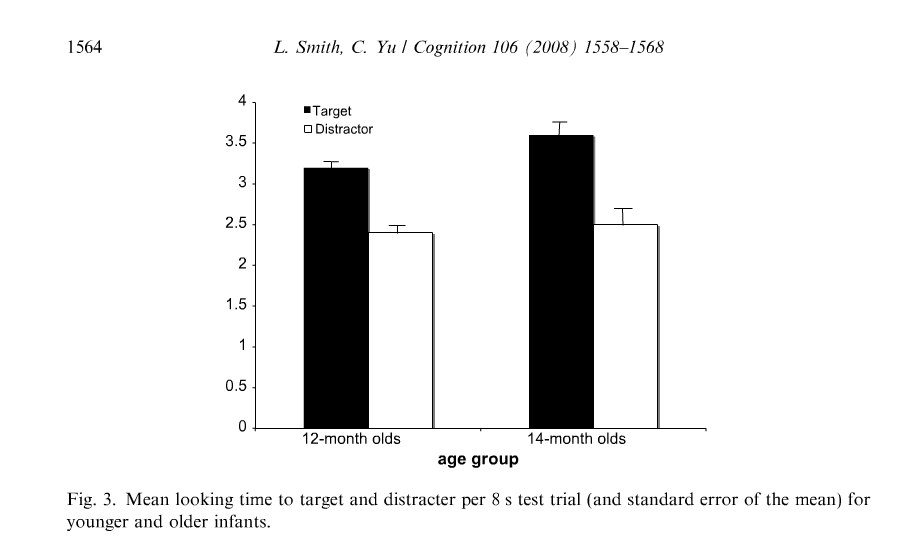 1564 L. Smith, C. Yu / Cognition 106 (2008) 1558–1568
4
Target
Distractor
3.5
3
2.5
2
1.5
1
0.5
0
12-month olds 14-month olds
age group
Fig. 3. Mean looking time to target and distracter per 8 s test trial (and standard error of the mean) for
younger and older infants.